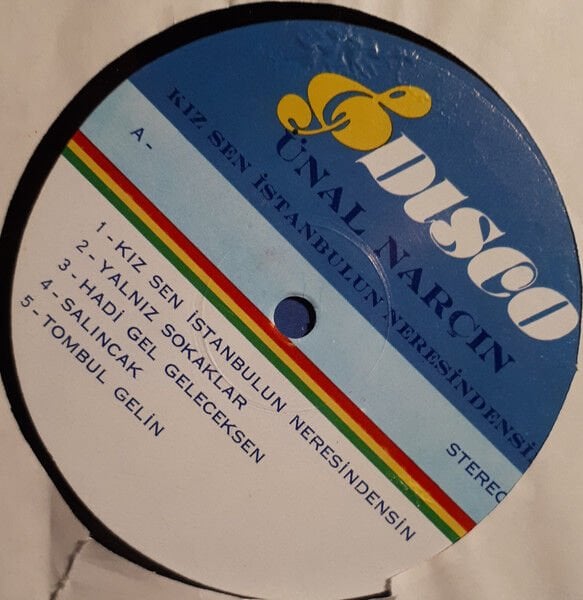 DISCO
ÜNAL NARÇIN
KIZ SEN İSTANBULUN NERESİNDENSİ
A-
STEREO
1 - KIZ SEN İSTANBULUN NERESİNDENSİN
2 - YALNIZ SOKAKLAR
3 - HADİ GEL GELECEKSEN
4 - SALINCAK
5 - TOMBUL GELİN